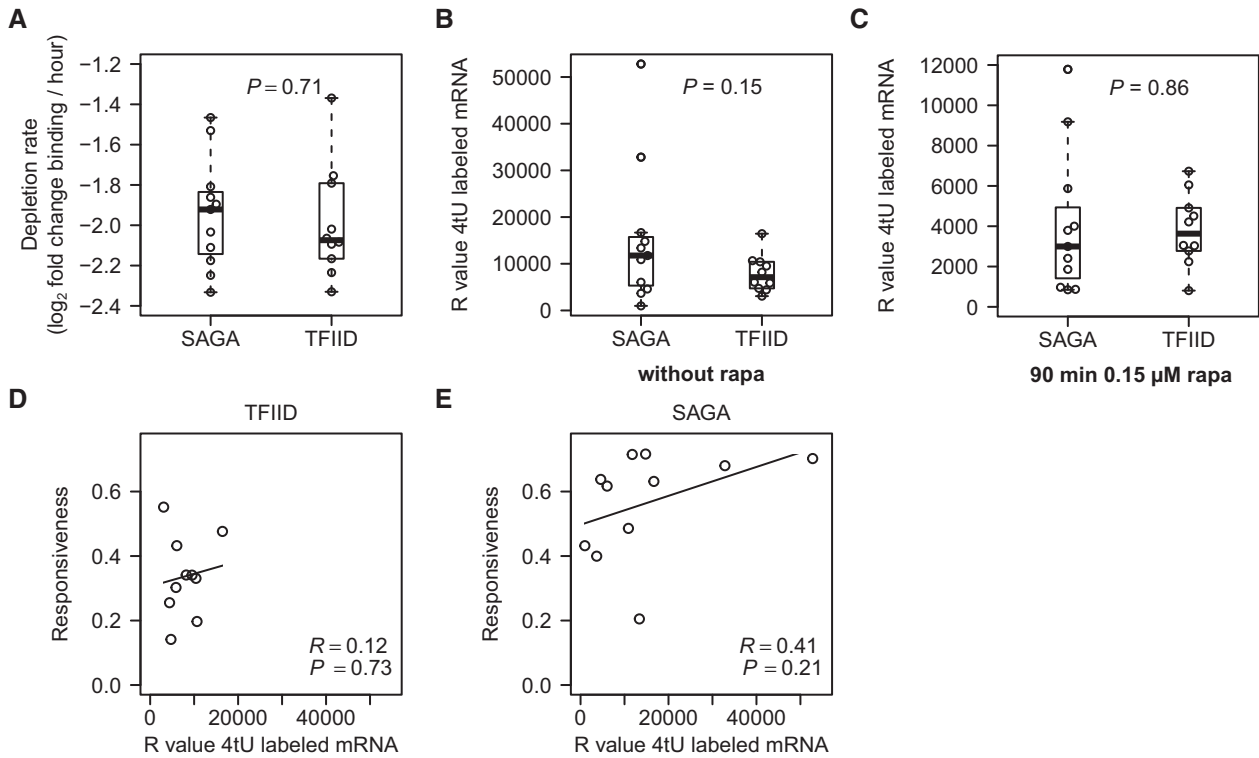 A
Depletion rate
(log2 fold change binding / hour)
−1.2
−1.4
−1.6
−1.8
−2.0
−2.2
−2.4
P = 0.71
SAGA
TFIID
B
R value 4tU labeled mRNA
50000
40000
30000
20000
10000
0
P = 0.15
SAGA
TFIID
without rapa
C
R value 4tU labeled mRNA
12000
10000
8000
6000
4000
2000
0
P = 0.86
SAGA
TFIID
90 min 0.15 µM rapa
D
TFIID
Responsiveness
0.6
0.4
0.2
0.0
R = 0.12
P = 0.73
0
20000
40000
R value 4tU labeled mRNA
E
SAGA
Responsiveness
0.6
0.4
0.2
0.0
R = 0.41
P = 0.21
0
20000
40000
R value 4tU labeled mRNA